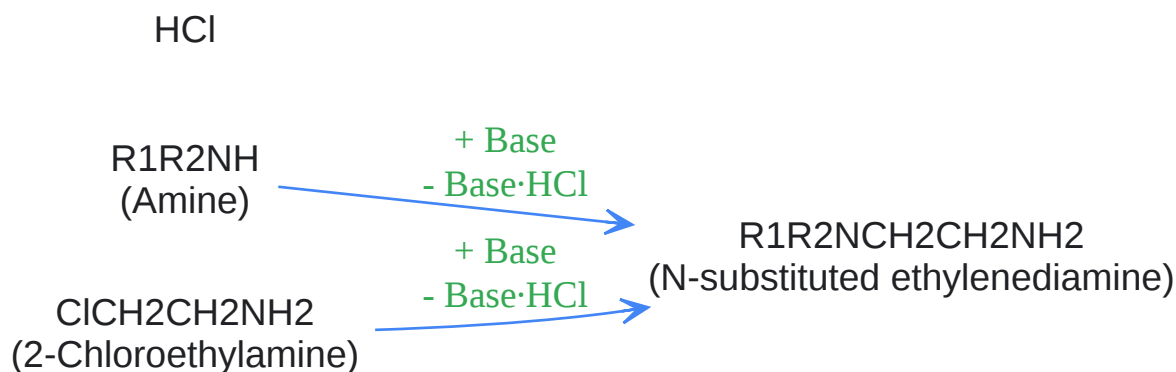 HCl
R1R2NH
(Amine)
+ Base
- Base·HCl
+ Base
- Base·HCl
R1R2NCH2CH2NH2
(N-substituted ethylenediamine)
ClCH2CH2NH2
(2-Chloroethylamine)